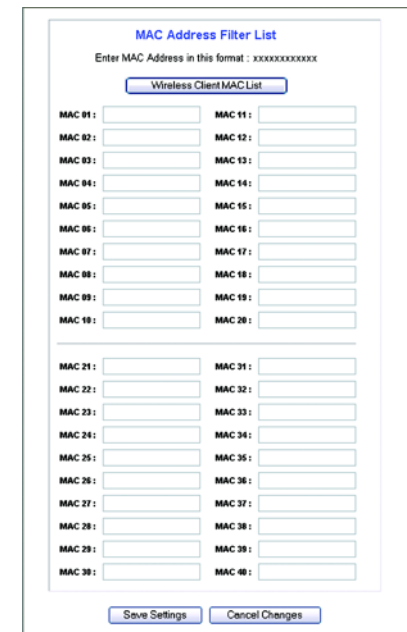 MAC Address Filter List
Enter MAC Address in this format : xxxxxxxxxxxx
Wireless Client MAC List
MAC 01 : MAC 11 :
MAC 02 : MAC 12 :
MAC 03 : MAC 13 :
MAC 04 : MAC 14 :
MAC 05 : MAC 15 :
MAC 06 : MAC 16 :
MAC 07 : MAC 17 :
MAC 08 : MAC 18 :
MAC 09 : MAC 19 :
MAC 10 : MAC 20 :
MAC 21 : MAC 31 :
MAC 22 : MAC 32 :
MAC 23 : MAC 33 :
MAC 24 : MAC 34 :
MAC 25 : MAC 35 :
MAC 26 : MAC 36 :
MAC 27 : MAC 37 :
MAC 28 : MAC 38 :
MAC 29 : MAC 39 :
MAC 30 : MAC 40 :
Save Settings Cancel Changes